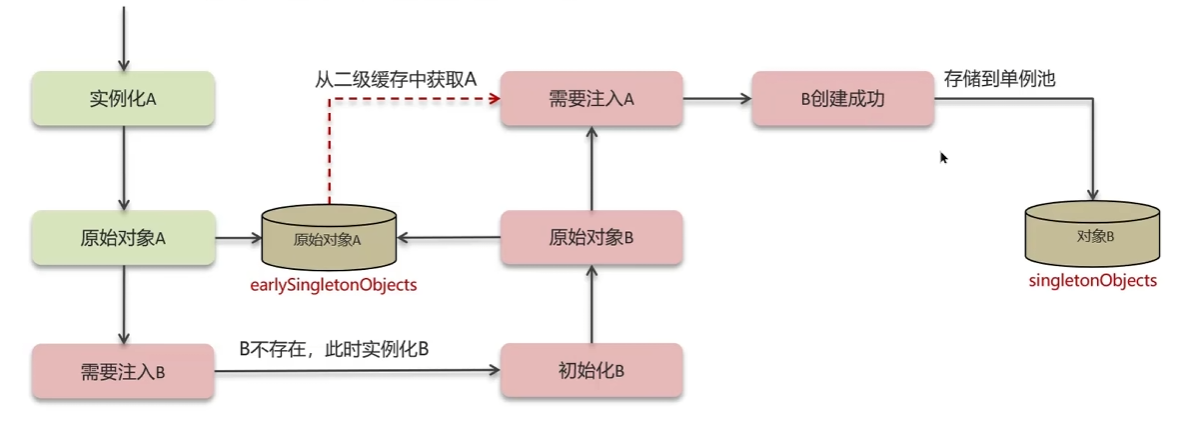 从二级缓存中获取A
存储到单例池
实例化A
需要注入A
B创建成功
原始对象A
原始对象A
原始对象B
对象B
earlySingletonObjects
singletonObjects
B不存在，此时实例化B
需要注入B
初始化B